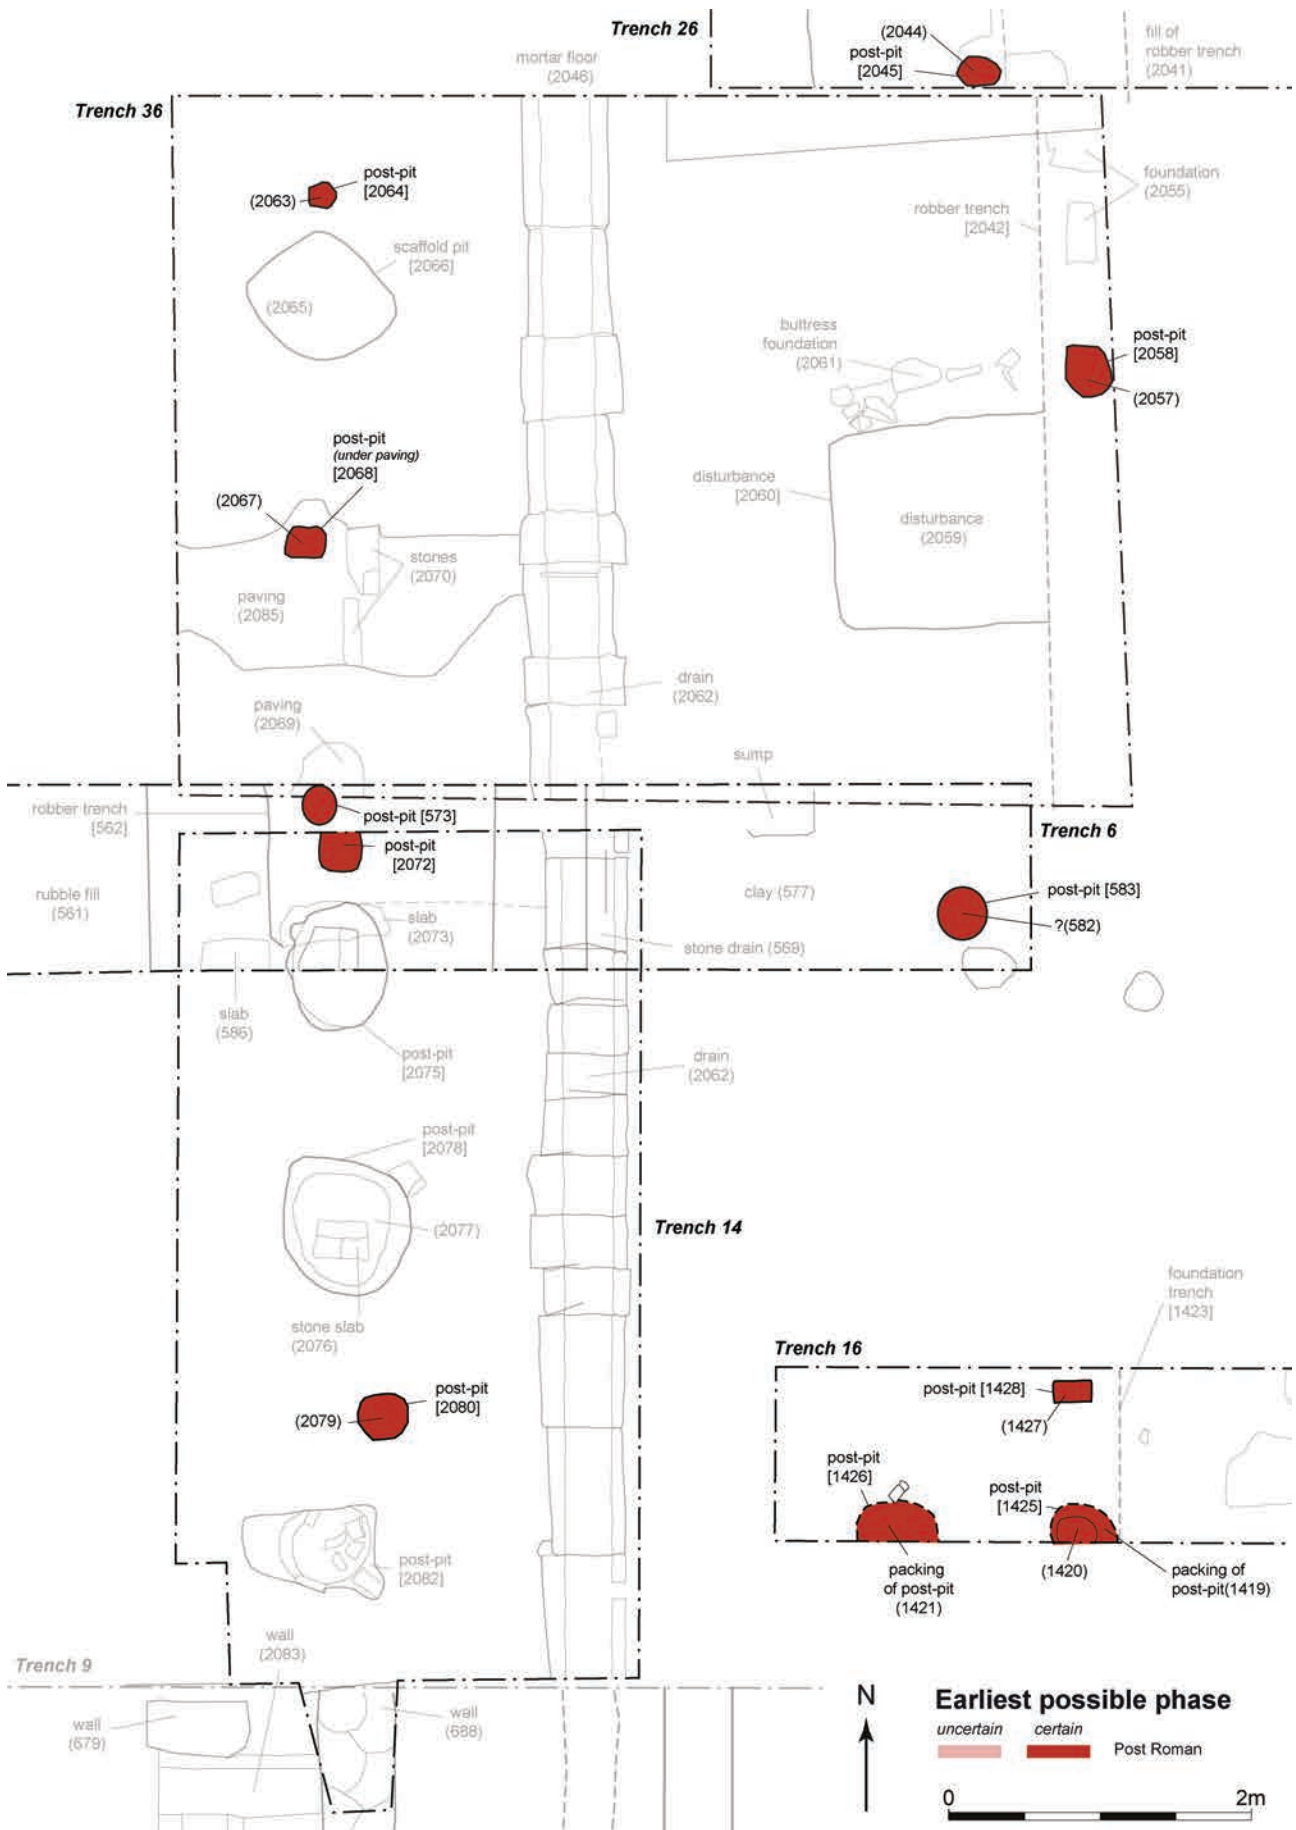 Trench 26
(2044)
post-pit
[2045]
fill of
robber trench
(2041)
mortar floor
(2046)
Trench 36
post-pit
[2064]
(2063)
foundation
(2055)
robber trench
[2042]
scaffold pit
[2066]
(2065)
buttress
foundation
(2061)
post-pit
[2058]
(2057)
post-pit
(under paving)
[2068]
(2067)
disturbance
[2060]
disturbance
(2059)
stones
(2070)
paving
(2085)
drain
(2062)
paving
(2069)
sump
robber trench
[562]
post-pit [573]
Trench 6
post-pit
[2072]
rubble fill
(561)
clay (577)
post-pit [583]
?(582)
slab
(2073)
stone drain (569)
slab
(586)
post-pit
[2075]
drain
(2062)
post-pit
[2078]
(2077)
Trench 14
stone slab
(2076)
foundation
trench
[1423]
Trench 16
post-pit
[2080]
(2079)
post-pit [1428]
(1427)
post-pit
[1426]
post-pit
[1425]
packing
of post-pit
(1421)
(1420)
packing of
post-pit(1419)
post-pit
[2082]
wall
(2083)
Trench 9
wall
(679)
wall
(688)
N
Earliest possible phase
uncertain certain
Post Roman
0 2m